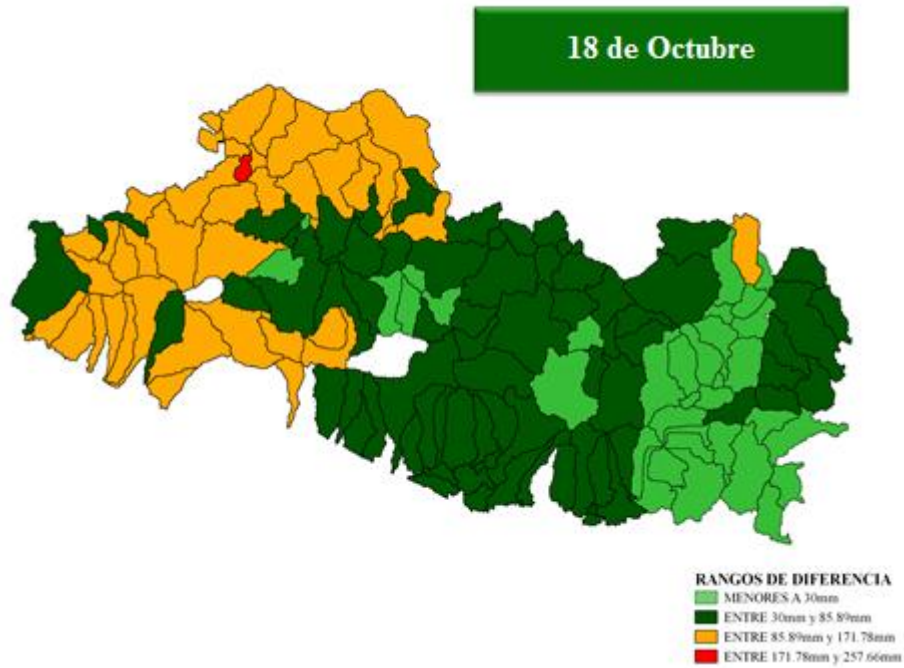 18 de Octubre
RANGOS DE DIFERENCIA
MENORES A 30mm
ENTRE 30mm y 85.89mm
ENTRE 85.89mm y 171.78mm
ENTRE 171.78mm y 257.66mm